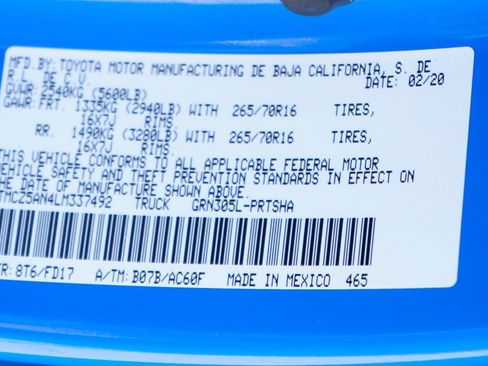 MFD BY: TOYOTA MOTOR MANUFACTURING DE BAJA CALIFORNIA, S. DE
R.L. DE C.V. DATE: 02/20
GVWR: 2540KG (5600LB)
GAWR: FRT. 1335KG (2940LB) WITH 265/70R16 TIRES,
16X7J RIMS
RR. 1490KG (3280LB) WITH 265/70R16 TIRES,
16X7J RIMS
THIS VEHICLE CONFORMS TO ALL APPLICABLE FEDERAL MOTOR
VEHICLE SAFETY AND THEFT PREVENTION STANDARDS IN EFFECT ON
THE DATE OF MANUFACTURE SHOWN ABOVE.
TMCZ5AN4LM337492 TRUCK GRN305L-PRTSHA
TR: 8T6/FD17 A/TM: B07B/AC60F MADE IN MEXICO 465